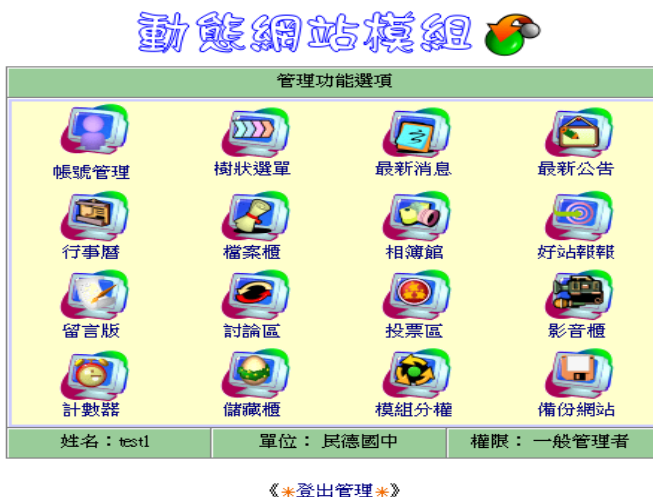 動態網站模組
管理功能選項
帳號管理 樹狀選單 最新消息 最新公告
行事曆 檔案櫃 相簿館 好站報報
留言版 討論區 投票區 影音櫃
計數器 儲藏櫃 模組分權 備份網站
姓名：test1 單位： 民德國中 權限： 一般管理者
《✳登出管理✳》